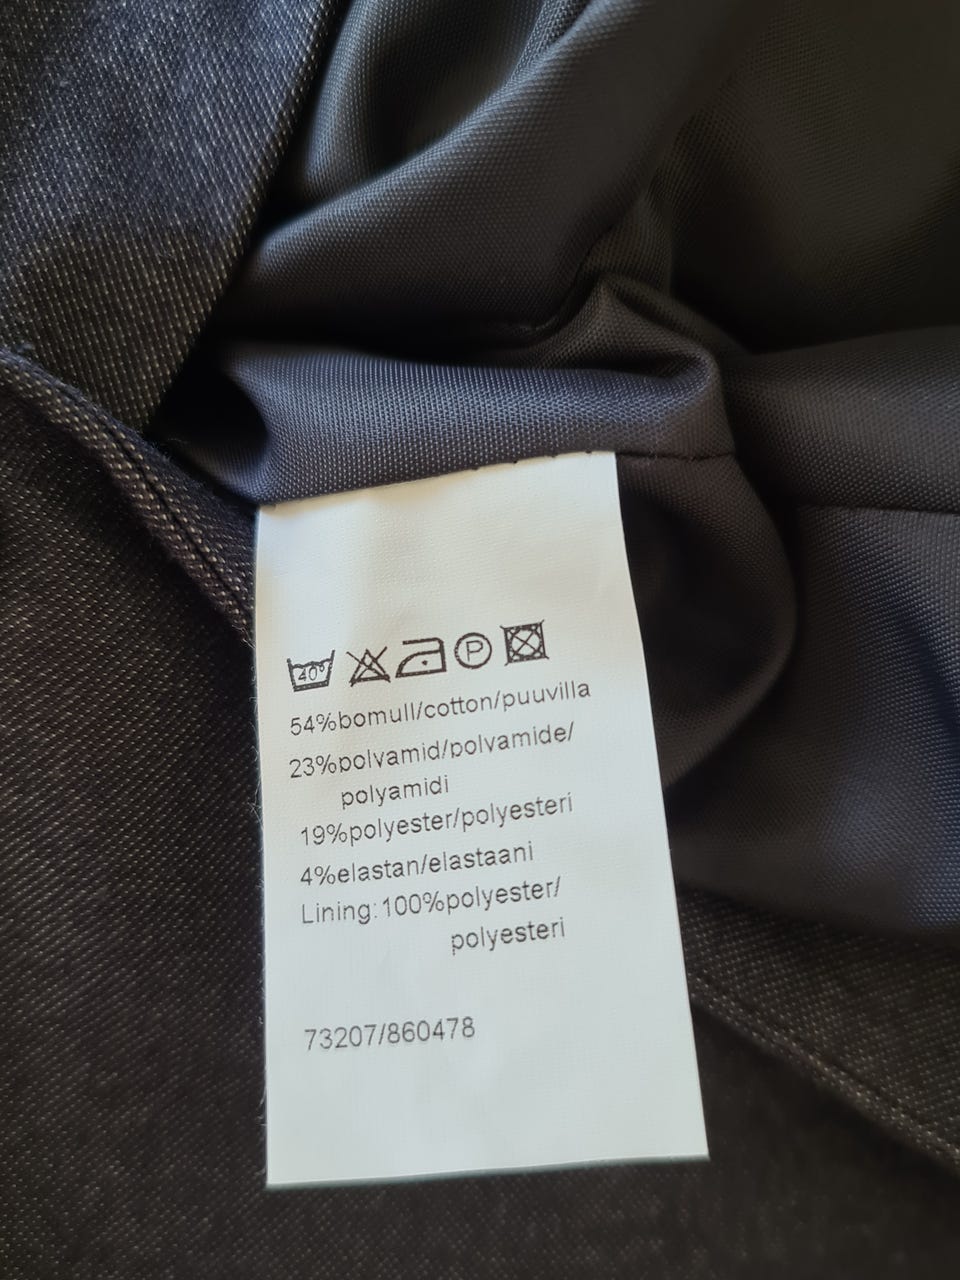 40° P
54%bomull/cotton/puuvilla
23%polyamid/polyamide/
polyamidi
19%polyester/polyesteri
4%elastan/elastaani
Lining:100%polyester/
polyesteri
73207/860478